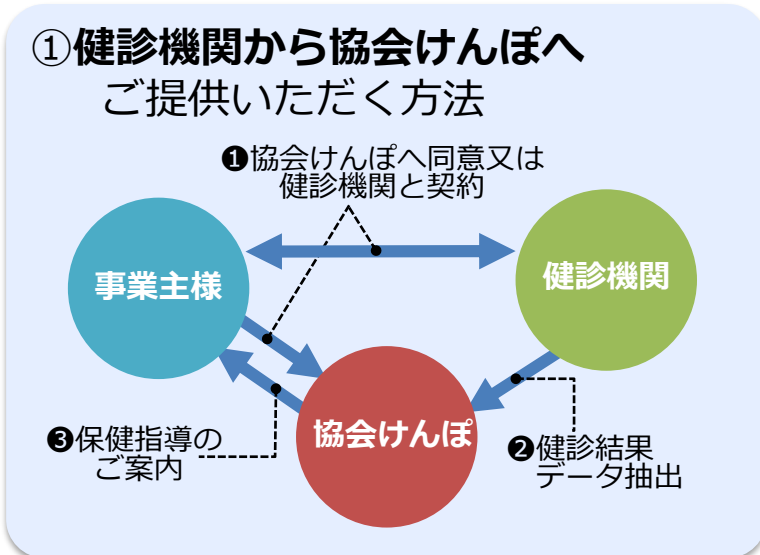 ①健診機関から協会けんぽへ
ご提供いただく方法
❶協会けんぽへ同意又は
健診機関と契約
事業主様
健診機関
協会けんぽ
❸保健指導の
ご案内
❷健診結果
データ抽出